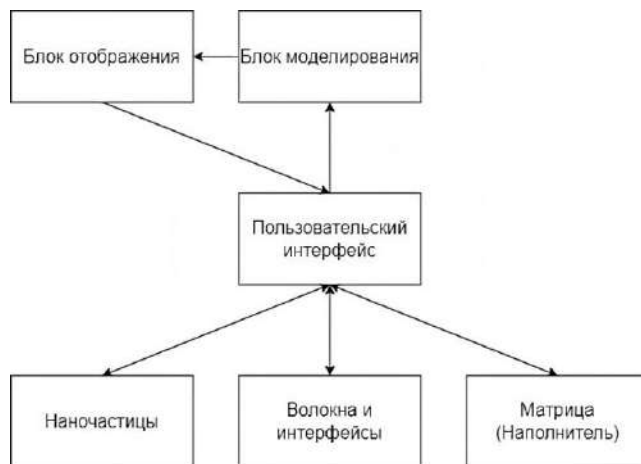 Блок отображения
Блок моделирования
Пользовательский
интерфейс
Наночастицы
Волокна и
интерфейсы
Матрица
(Наполнитель)